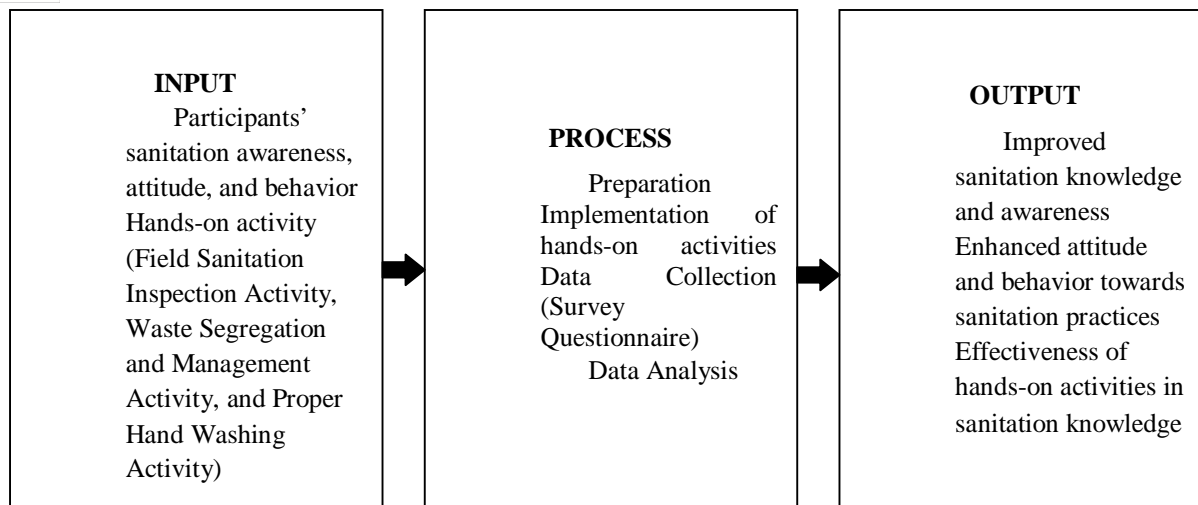 INPUT
Participants’
sanitation awareness,
attitude, and behavior
Hands-on activity
(Field Sanitation
Inspection Activity,
Waste Segregation
and Management
Activity, and Proper
Hand Washing
Activity)
PROCESS
Preparation
Implementation of
hands-on activities
Data Collection
(Survey
Questionnaire)
Data Analysis
OUTPUT
Improved
sanitation knowledge
and awareness
Enhanced attitude
and behavior towards
sanitation practices
Effectiveness of
hands-on activities in
sanitation knowledge